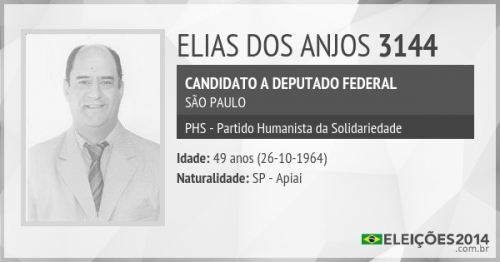 ELIAS DOS ANJOS 3144
CANDIDATO A DEPUTADO FEDERAL
SÃO PAULO
PHS - Partido Humanista da Solidariedade
Idade: 49 anos (26-10-1964)
Naturalidade: SP - Apiai
ELEIÇÕES2014
.com.br